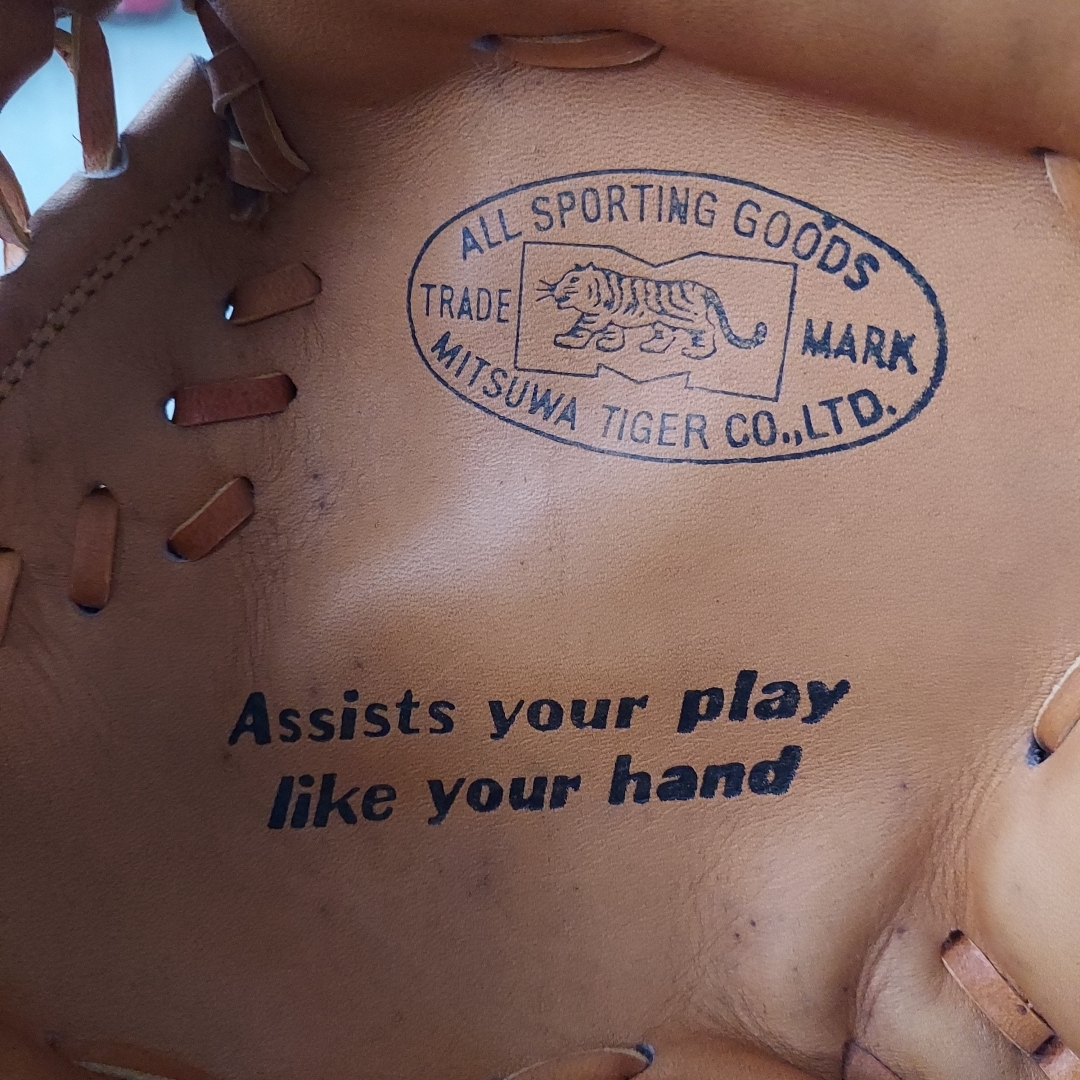 ALL SPORTING GOODS
TRADE MARK
MITSUWA TIGER CO.,LTD.
Assists your play
like your hand